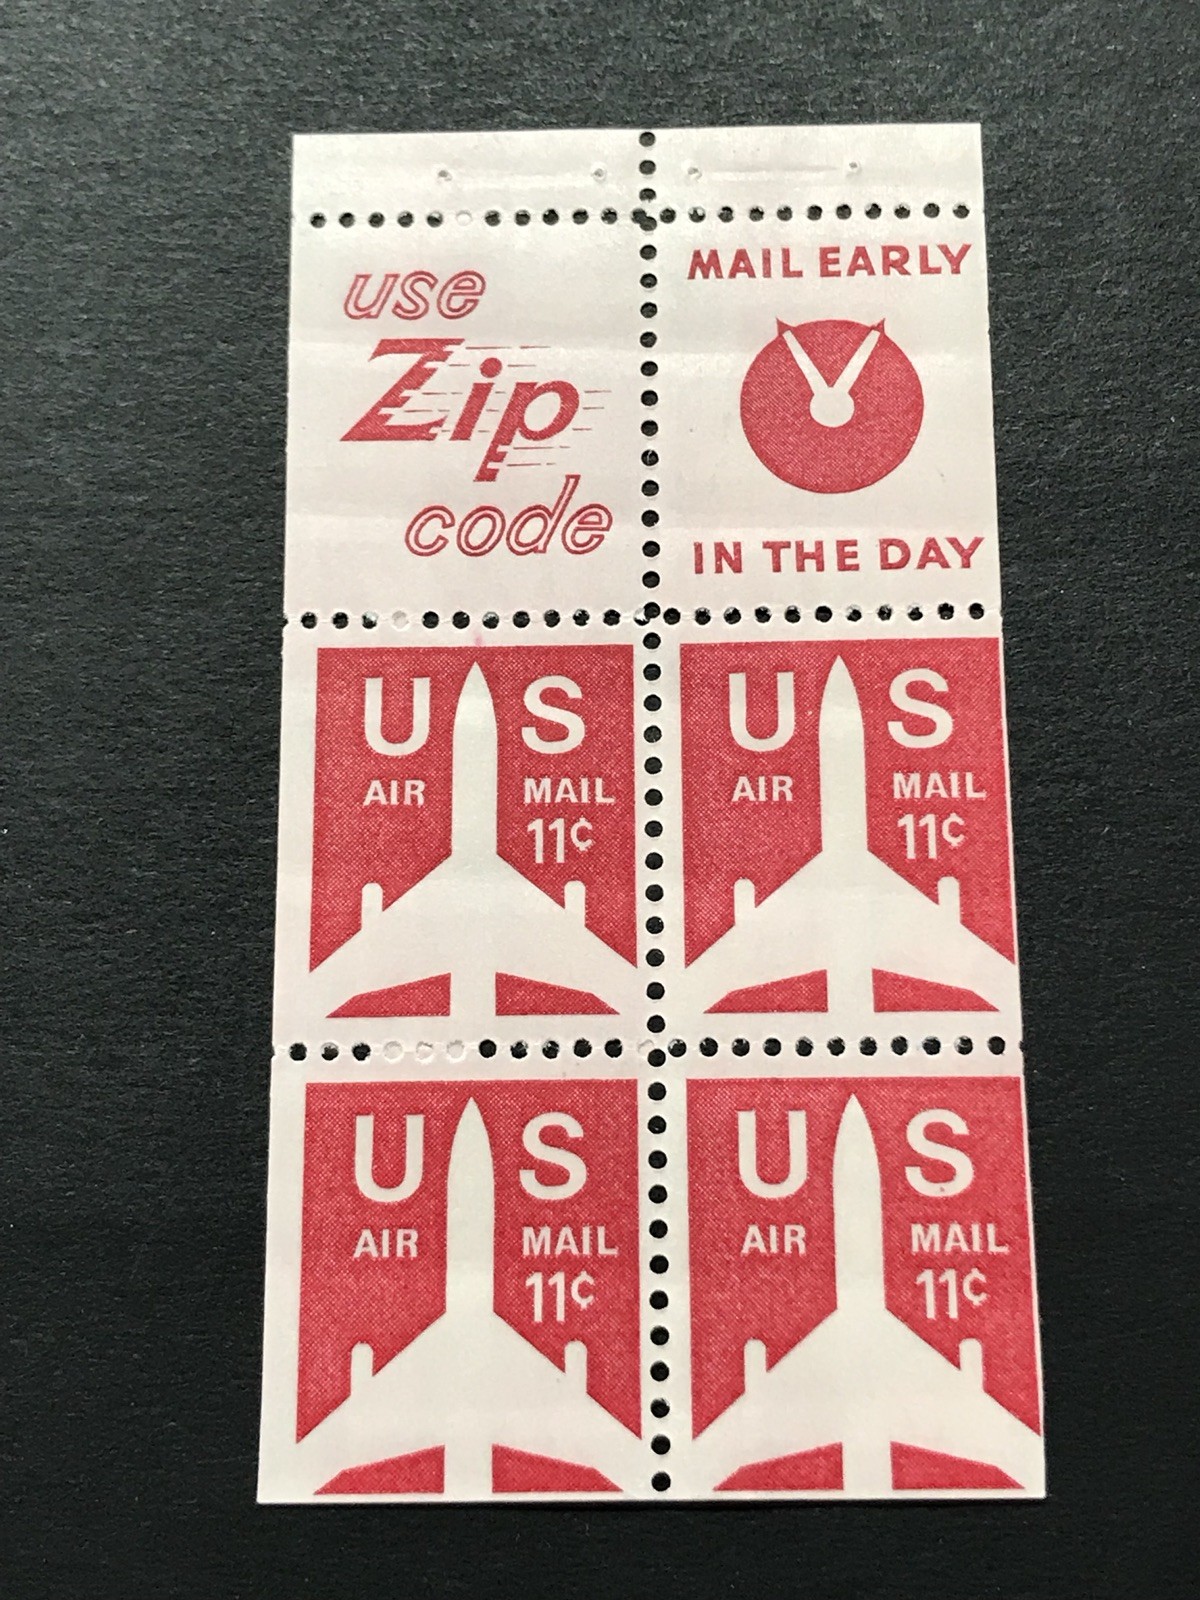 use
Zip
code
MAIL EARLY
IN THE DAY
U S
AIR MAIL
11¢
U S
AIR MAIL
11¢
U S
AIR MAIL
11¢
U S
AIR MAIL
11¢